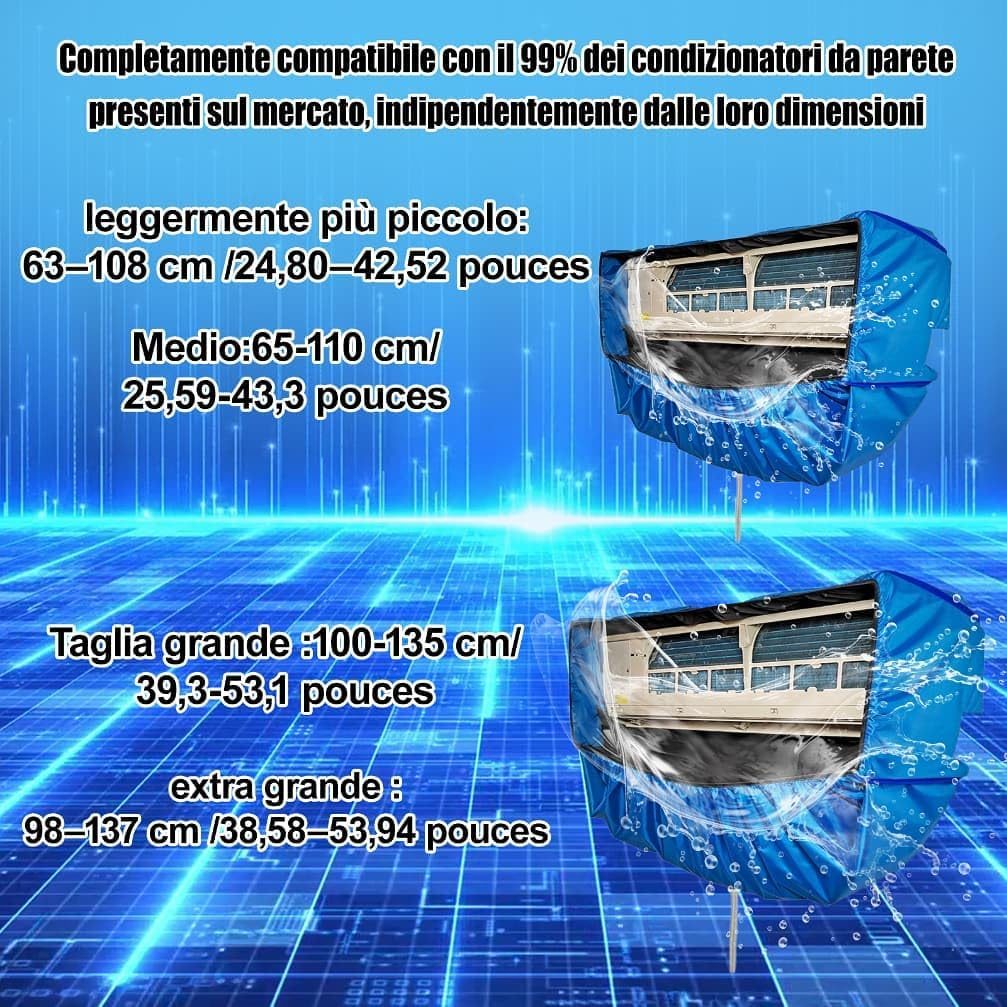 Completamente compatibile con il 99% dei condizionatori da parete
presenti sul mercato, indipendentemente dalle loro dimensioni
leggermente più piccolo:
63–108 cm /24,80–42,52 pouces
Medio:65-110 cm/
25,59-43,3 pouces
Taglia grande :100-135 cm/
39,3-53,1 pouces
extra grande :
98–137 cm /38,58–53,94 pouces